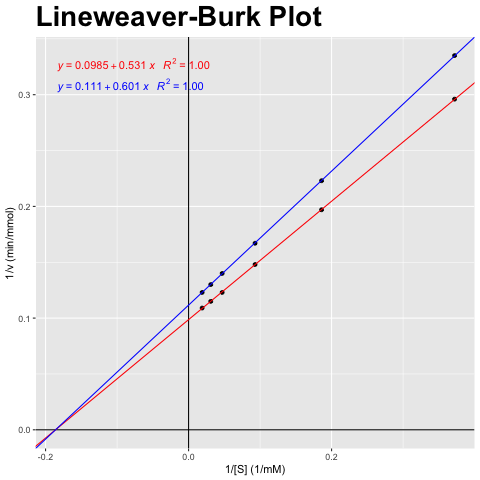 Lineweaver-Burk Plot
y = 0.0985 + 0.531 x R² = 1.00
y = 0.111 + 0.601 x R² = 1.00
0.3
0.2
0.1
0.0
1/v (min/mmol)
-0.2 0.0 0.2
1/[S] (1/mM)